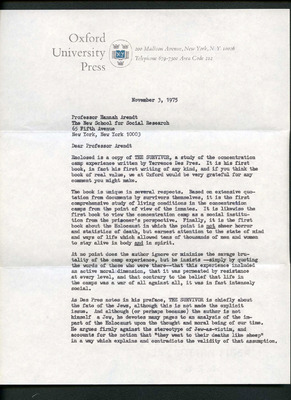 Oxford
University
Press
200 Madison Avenue, New York, N.Y. 10016
Telephone 679-7300 Area Code 212
November 3, 1975
Professor Hannah Arendt
The New School for Social Research
65 Fifth Avenue
New York, New York 10003
Dear Professor Arendt
Enclosed is a copy of THE SURVIVOR, a study of the concentration
camp experience written by Terrence Des Pres. It is his first
book, in fact his first writing of any kind, and if you think the
book of real value, we at Oxford would be very grateful for any
comment you might make.
The book is unique in several respects. Based on extensive quo-
tation from documents by survivors themselves, it is the first
comprehensive study of living conditions in the concentration
camps from the point of view of the inmates. It is likewise the
first book to view the concentration camp as a social institu-
tion from the prisoner's perspective. Finally, it is the first
book about the Holocaust in which the point is not sheer horror
and statistics of death, but earnest attention to the state of mind
and ways of life which allowed tens of thousands of men and women
to stay alive in body and in spirit.
At no point does the author ignore or minimize the savage bru-
tality of the camp experience, but he insists --simply by quoting
the words of those who were there--that this experience included
an active moral dimension, that it was permeated by resistance
at every level, and that contrary to the belief that life in
the camps was a war of all against all, it was in fact intensely
social.
As Des Pres notes in his preface, THE SURVIVOR is chiefly about
the fate of the Jews, although this is not made the explicit
issue. And although (or perhaps because) the author is not
himself a Jew, he devotes many pages to an analysis of the im-
pact of the Holocaust upon the thought and moral being of our time.
He argues firmly against the stereotype of Jew-as-victim, and
accounts for the notion that "they went to their deaths like sheep"
in a way which explains and contradicts the validity of that assumption.